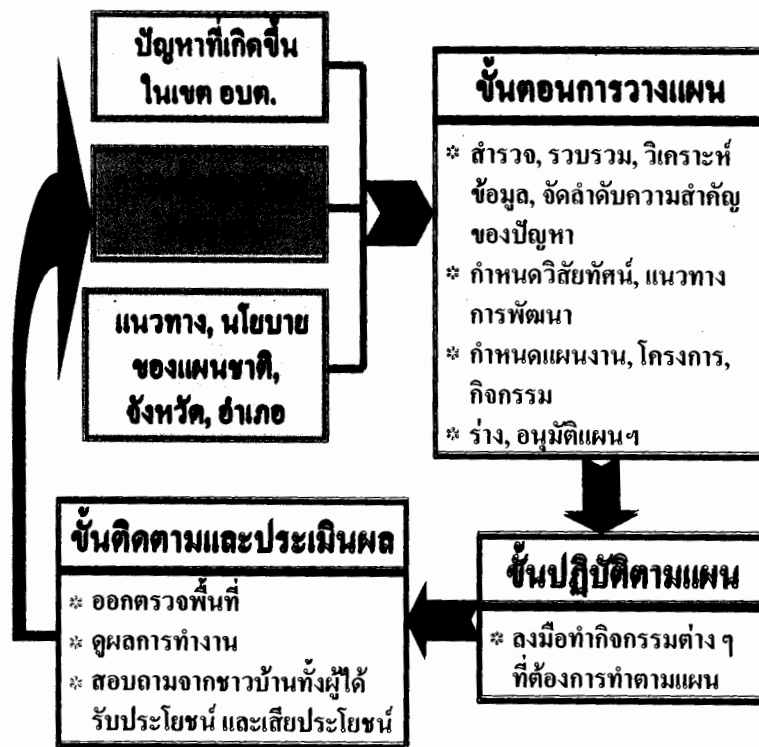 ปัญหาที่เกิดขึ้น
ในเขต อบต.
แนวทาง, นโยบาย
ของแผนชาติ,
จังหวัด, อำเภอ
ขั้นตอนการวางแผน
* สำรวจ, รวบรวม, วิเคราะห์
ข้อมูล, จัดลำดับความสำคัญ
ของปัญหา
* กำหนดวิสัยทัศน์, แนวทาง
การพัฒนา
* กำหนดแผนงาน, โครงการ,
กิจกรรม
* ร่าง, อนุมัติแผนฯ
ขั้นปฏิบัติตามแผน
* ลงมือทำกิจกรรมต่าง ๆ
ที่ต้องการทำตามแผน
ขั้นติดตามและประเมินผล
* ออกตรวจพื้นที่
* ดูผลการทำงาน
* สอบถามจากชาวบ้านทั้งผู้ได้
รับประโยชน์ และเสียประโยชน์